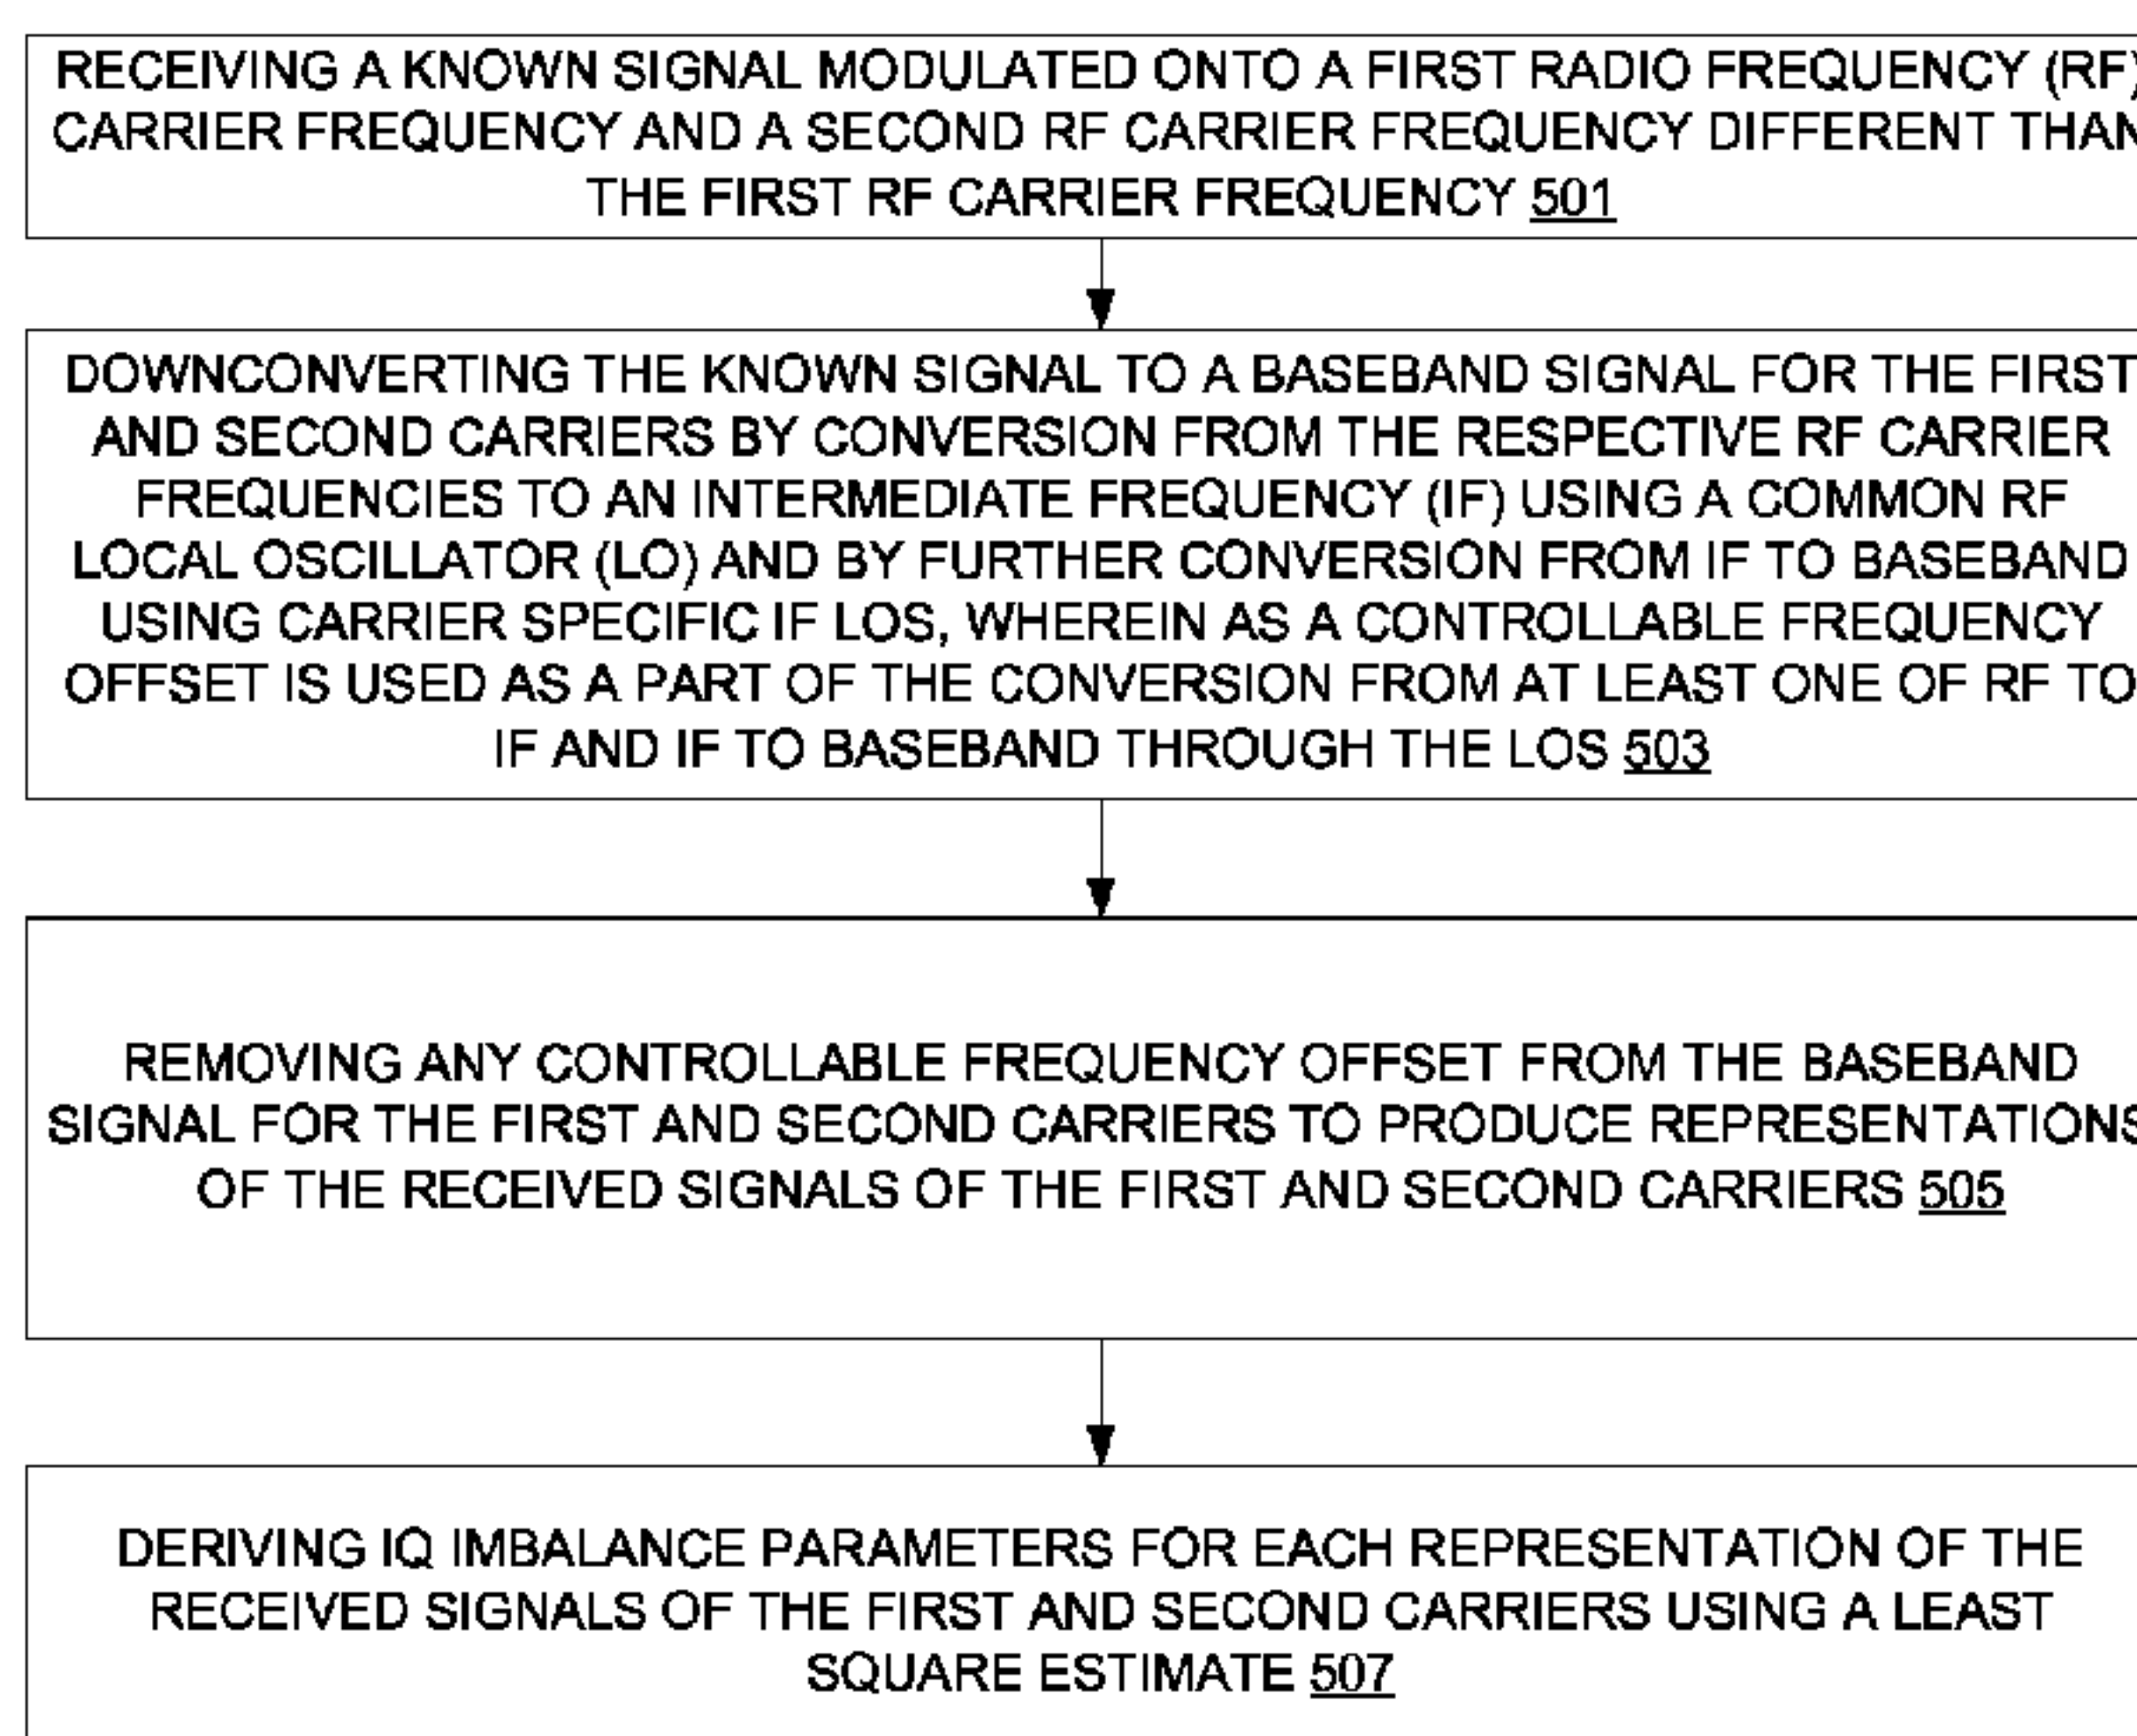 RECEIVING A KNOWN SIGNAL MODULATED ONTO A FIRST RADIO FREQUENCY (RF)
CARRIER FREQUENCY AND A SECOND RF CARRIER FREQUENCY DIFFERENT THAN
THE FIRST RF CARRIER FREQUENCY 501
DOWNCONVERTING THE KNOWN SIGNAL TO A BASEBAND SIGNAL FOR THE FIRST
AND SECOND CARRIERS BY CONVERSION FROM THE RESPECTIVE RF CARRIER
FREQUENCIES TO AN INTERMEDIATE FREQUENCY (IF) USING A COMMON RF
LOCAL OSCILLATOR (LO) AND BY FURTHER CONVERSION FROM IF TO BASEBAND
USING CARRIER SPECIFIC IF LOS, WHEREIN AS A CONTROLLABLE FREQUENCY
OFFSET IS USED AS A PART OF THE CONVERSION FROM AT LEAST ONE OF RF TO
IF AND IF TO BASEBAND THROUGH THE LOS 503
REMOVING ANY CONTROLLABLE FREQUENCY OFFSET FROM THE BASEBAND
SIGNAL FOR THE FIRST AND SECOND CARRIERS TO PRODUCE REPRESENTATIONS
OF THE RECEIVED SIGNALS OF THE FIRST AND SECOND CARRIERS 505
DERIVING IQ IMBALANCE PARAMETERS FOR EACH REPRESENTATION OF THE
RECEIVED SIGNALS OF THE FIRST AND SECOND CARRIERS USING A LEAST
SQUARE ESTIMATE 507